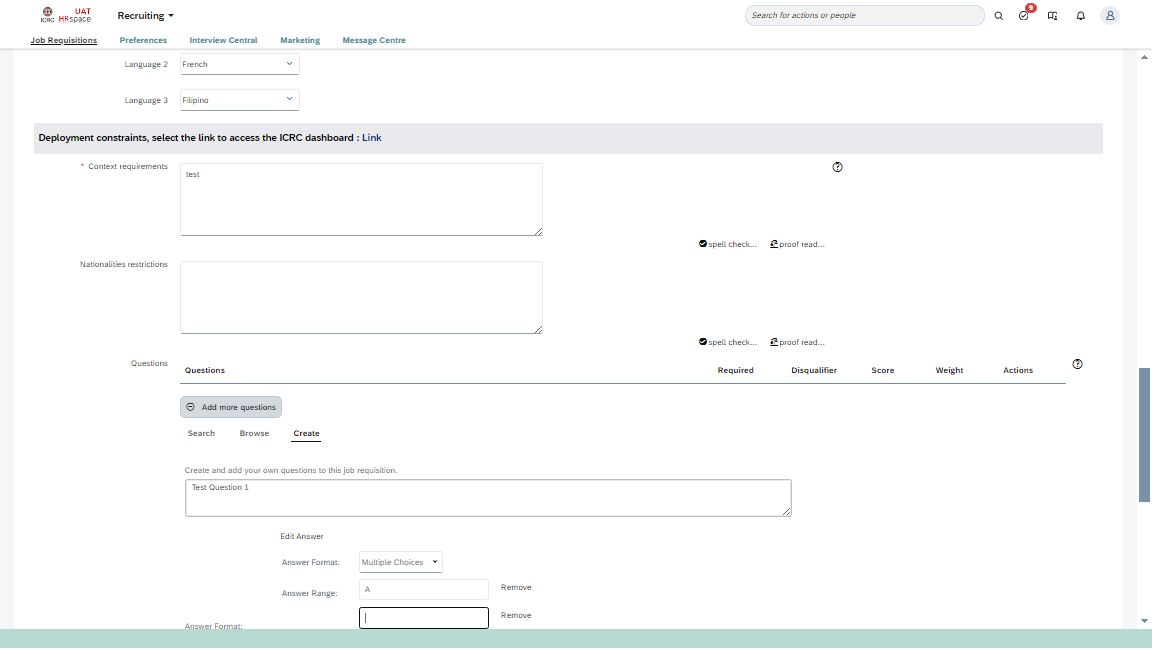 ICRC
UAT
HRspace
Recruiting
Search for actions or people
9
Job Requisitions
Preferences
Interview Central
Marketing
Message Centre
Language 2
French
Language 3
Filipino
Deployment constraints, select the link to access the ICRC dashboard : Link
* Context requirements
test
spell check...
proof read...
Nationalities restrictions
spell check...
proof read...
Questions
Questions
Required
Disqualifier
Score
Weight
Actions
Add more questions
Search
Browse
Create
Create and add your own questions to this job requisition.
Test Question 1
Edit Answer
Answer Format:
Multiple Choices
Answer Range:
A
Remove
Remove
Answer Format: